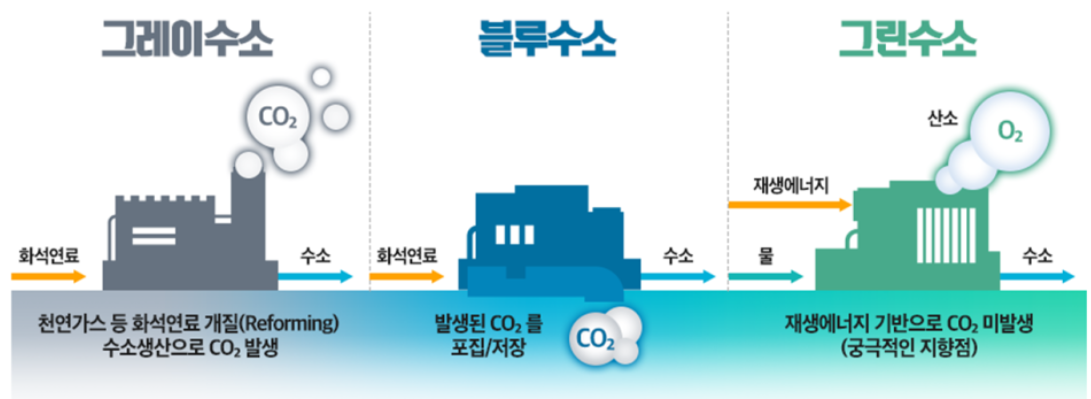 그레이수소
CO₂
화석연료
수소
천연가스 등 화석연료 개질(Reforming)
수소생산으로 CO₂ 발생
블루수소
화석연료
수소
발생된 CO₂ 를
포집/저장
CO₂
그린수소
산소
O₂
재생에너지
물
수소
재생에너지 기반으로 CO₂ 미발생
(궁극적인 지향점)